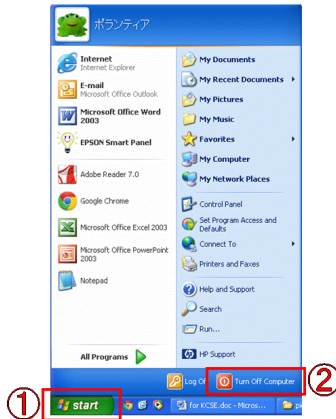 ボランティア
Internet
Internet Explorer
E-mail
Microsoft Office Outlook
Microsoft Office Word
2003
EPSON Smart Panel
Adobe Reader 7.0
Google Chrome
Microsoft Office Excel 2003
Microsoft Office PowerPoint
2003
Notepad
All Programs
My Documents
My Recent Documents
My Pictures
My Music
Favorites
My Computer
My Network Places
Control Panel
Set Program Access and
Defaults
Connect To
Printers and Faxes
Help and Support
Search
Run...
HP Support
Log Of
Turn Off Computer
②
①
start
for KCSE.doc - Micros...
pi